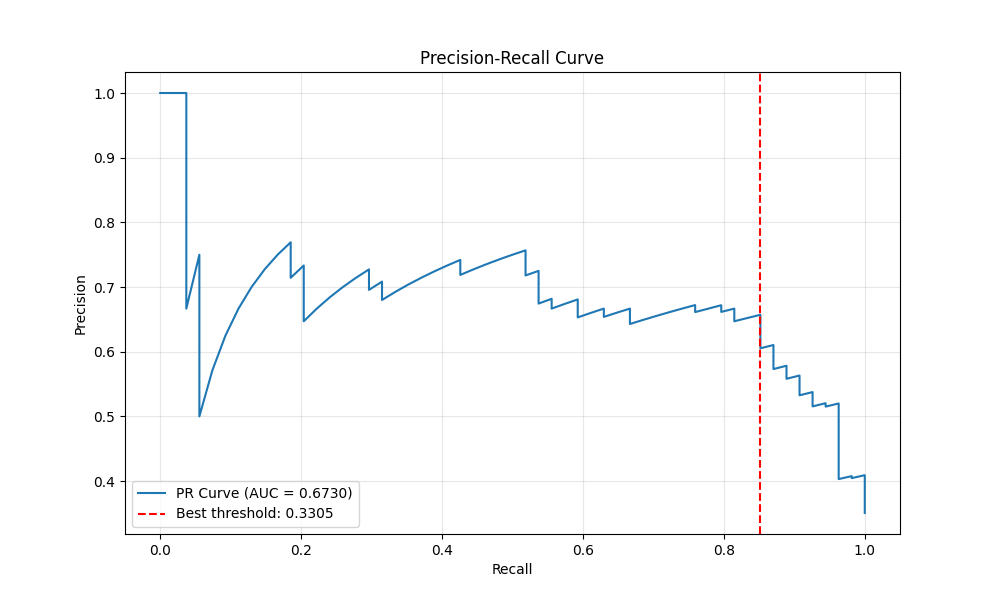 Precision-Recall Curve
1.0
0.9
0.8
0.7
0.6
0.5
0.4
Precision
PR Curve (AUC = 0.6730)
Best threshold: 0.3305
0.0 0.2 0.4 0.6 0.8 1.0
Recall